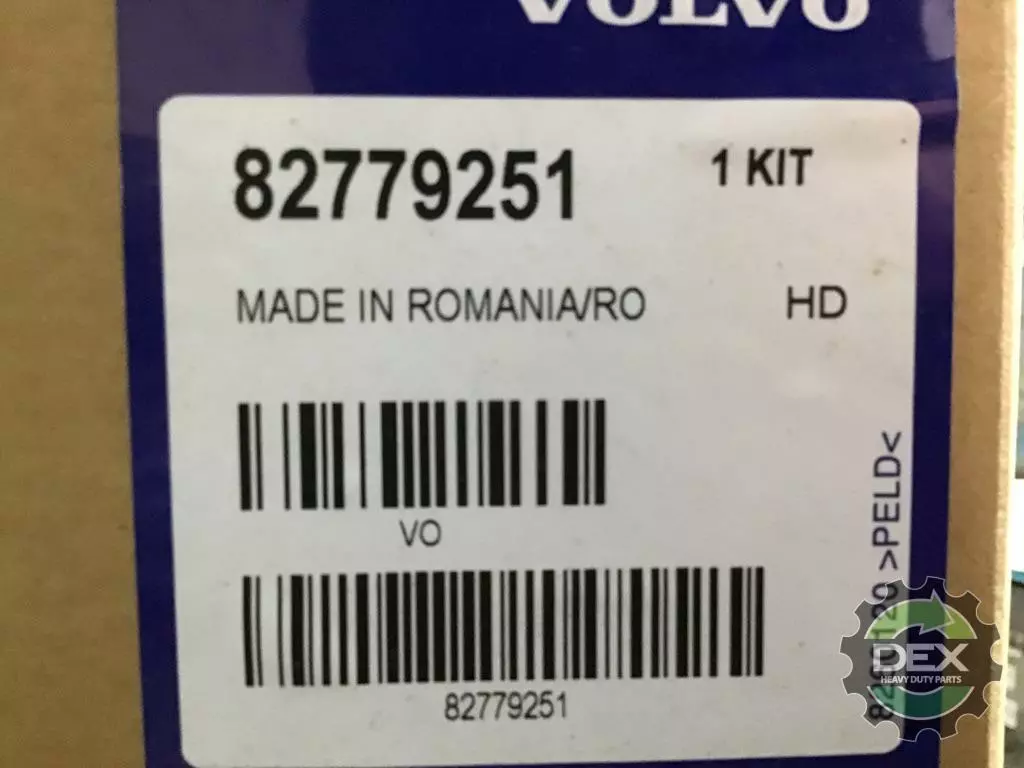 VOLVO
82779251
1 KIT
MADE IN ROMANIA/RO
HD
VO
82779251
>PELD<
DEX
HEAVY DUTY PARTS